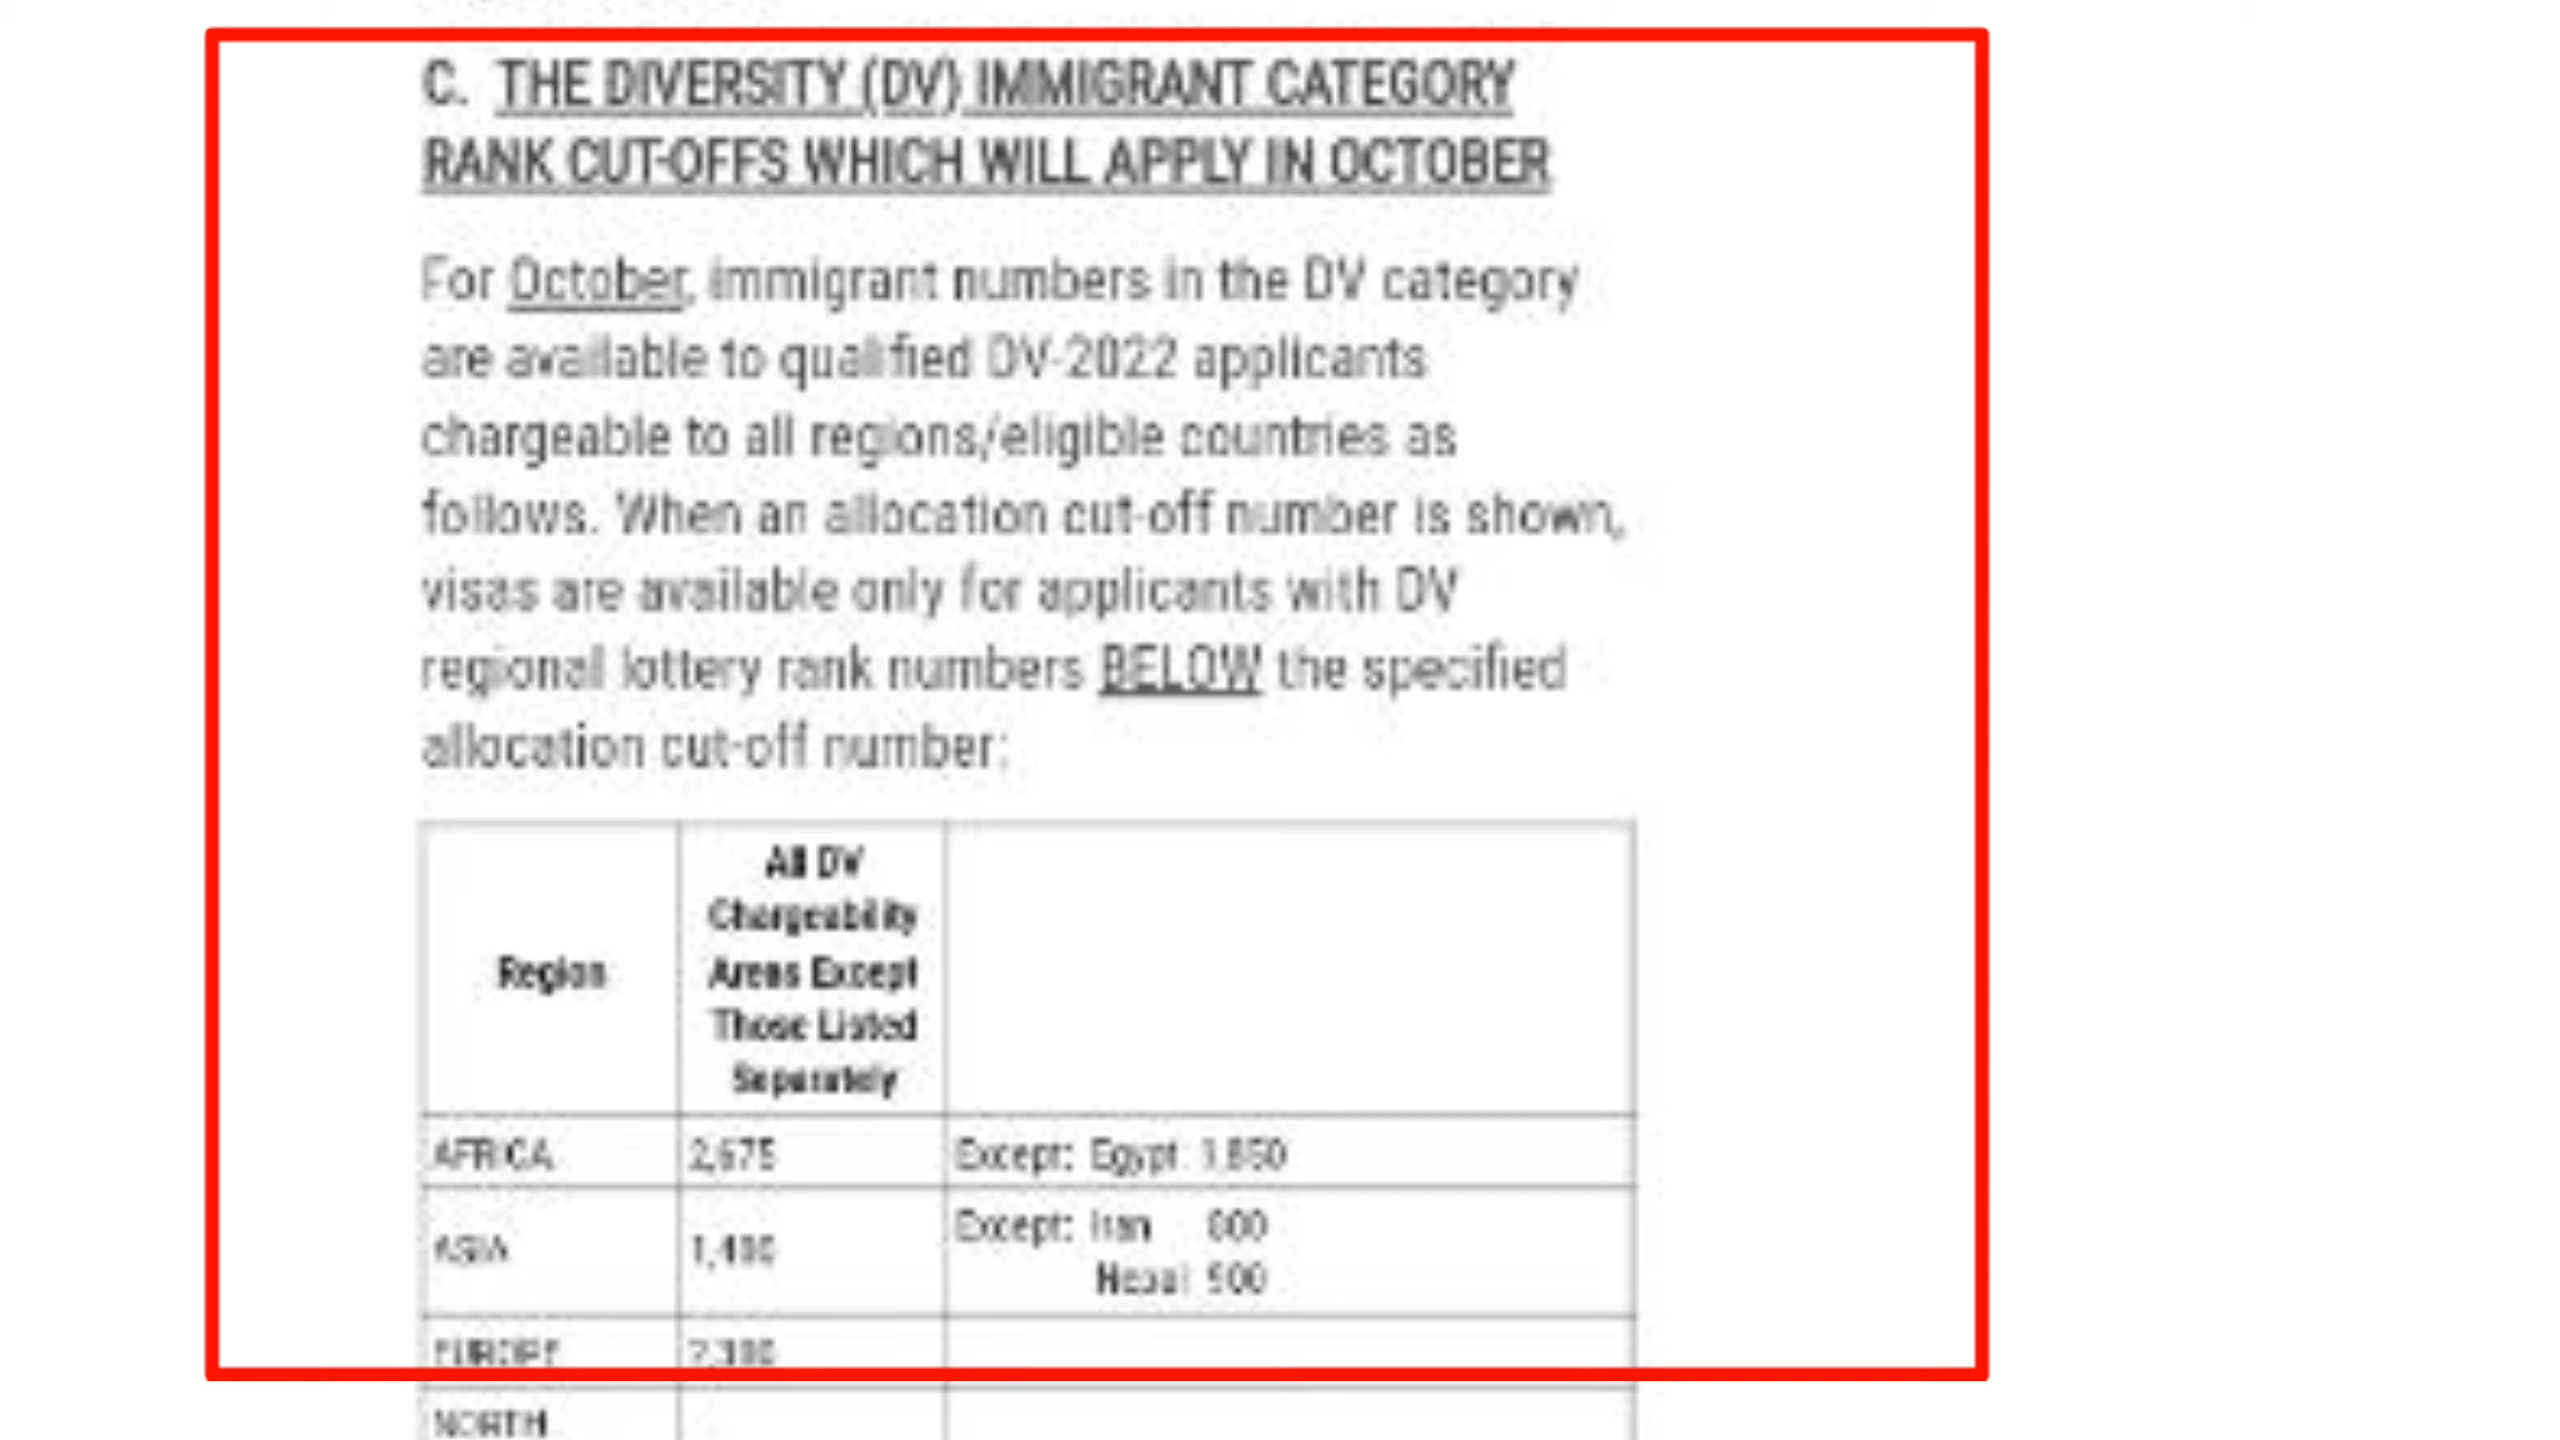 C. THE DIVERSITY (DV) IMMIGRANT CATEGORY
RANK CUT-OFFS WHICH WILL APPLY IN OCTOBER
For October, immigrant numbers in the DV category
are available to qualified DV-2022 applicants
chargeable to all regions/eligible countries as
follows. When an allocation cut-off number is shown,
visas are available only for applicants with DV
regional lottery rank numbers BELOW the specified
allocation cut-off number:
All DV
Chargeability
Region Areas Except
Those Listed
Separately
AFRICA 2,675 Except: Egypt 1,850
ASIA Except: Iran
Nepal 500
EUROPE
NORTH